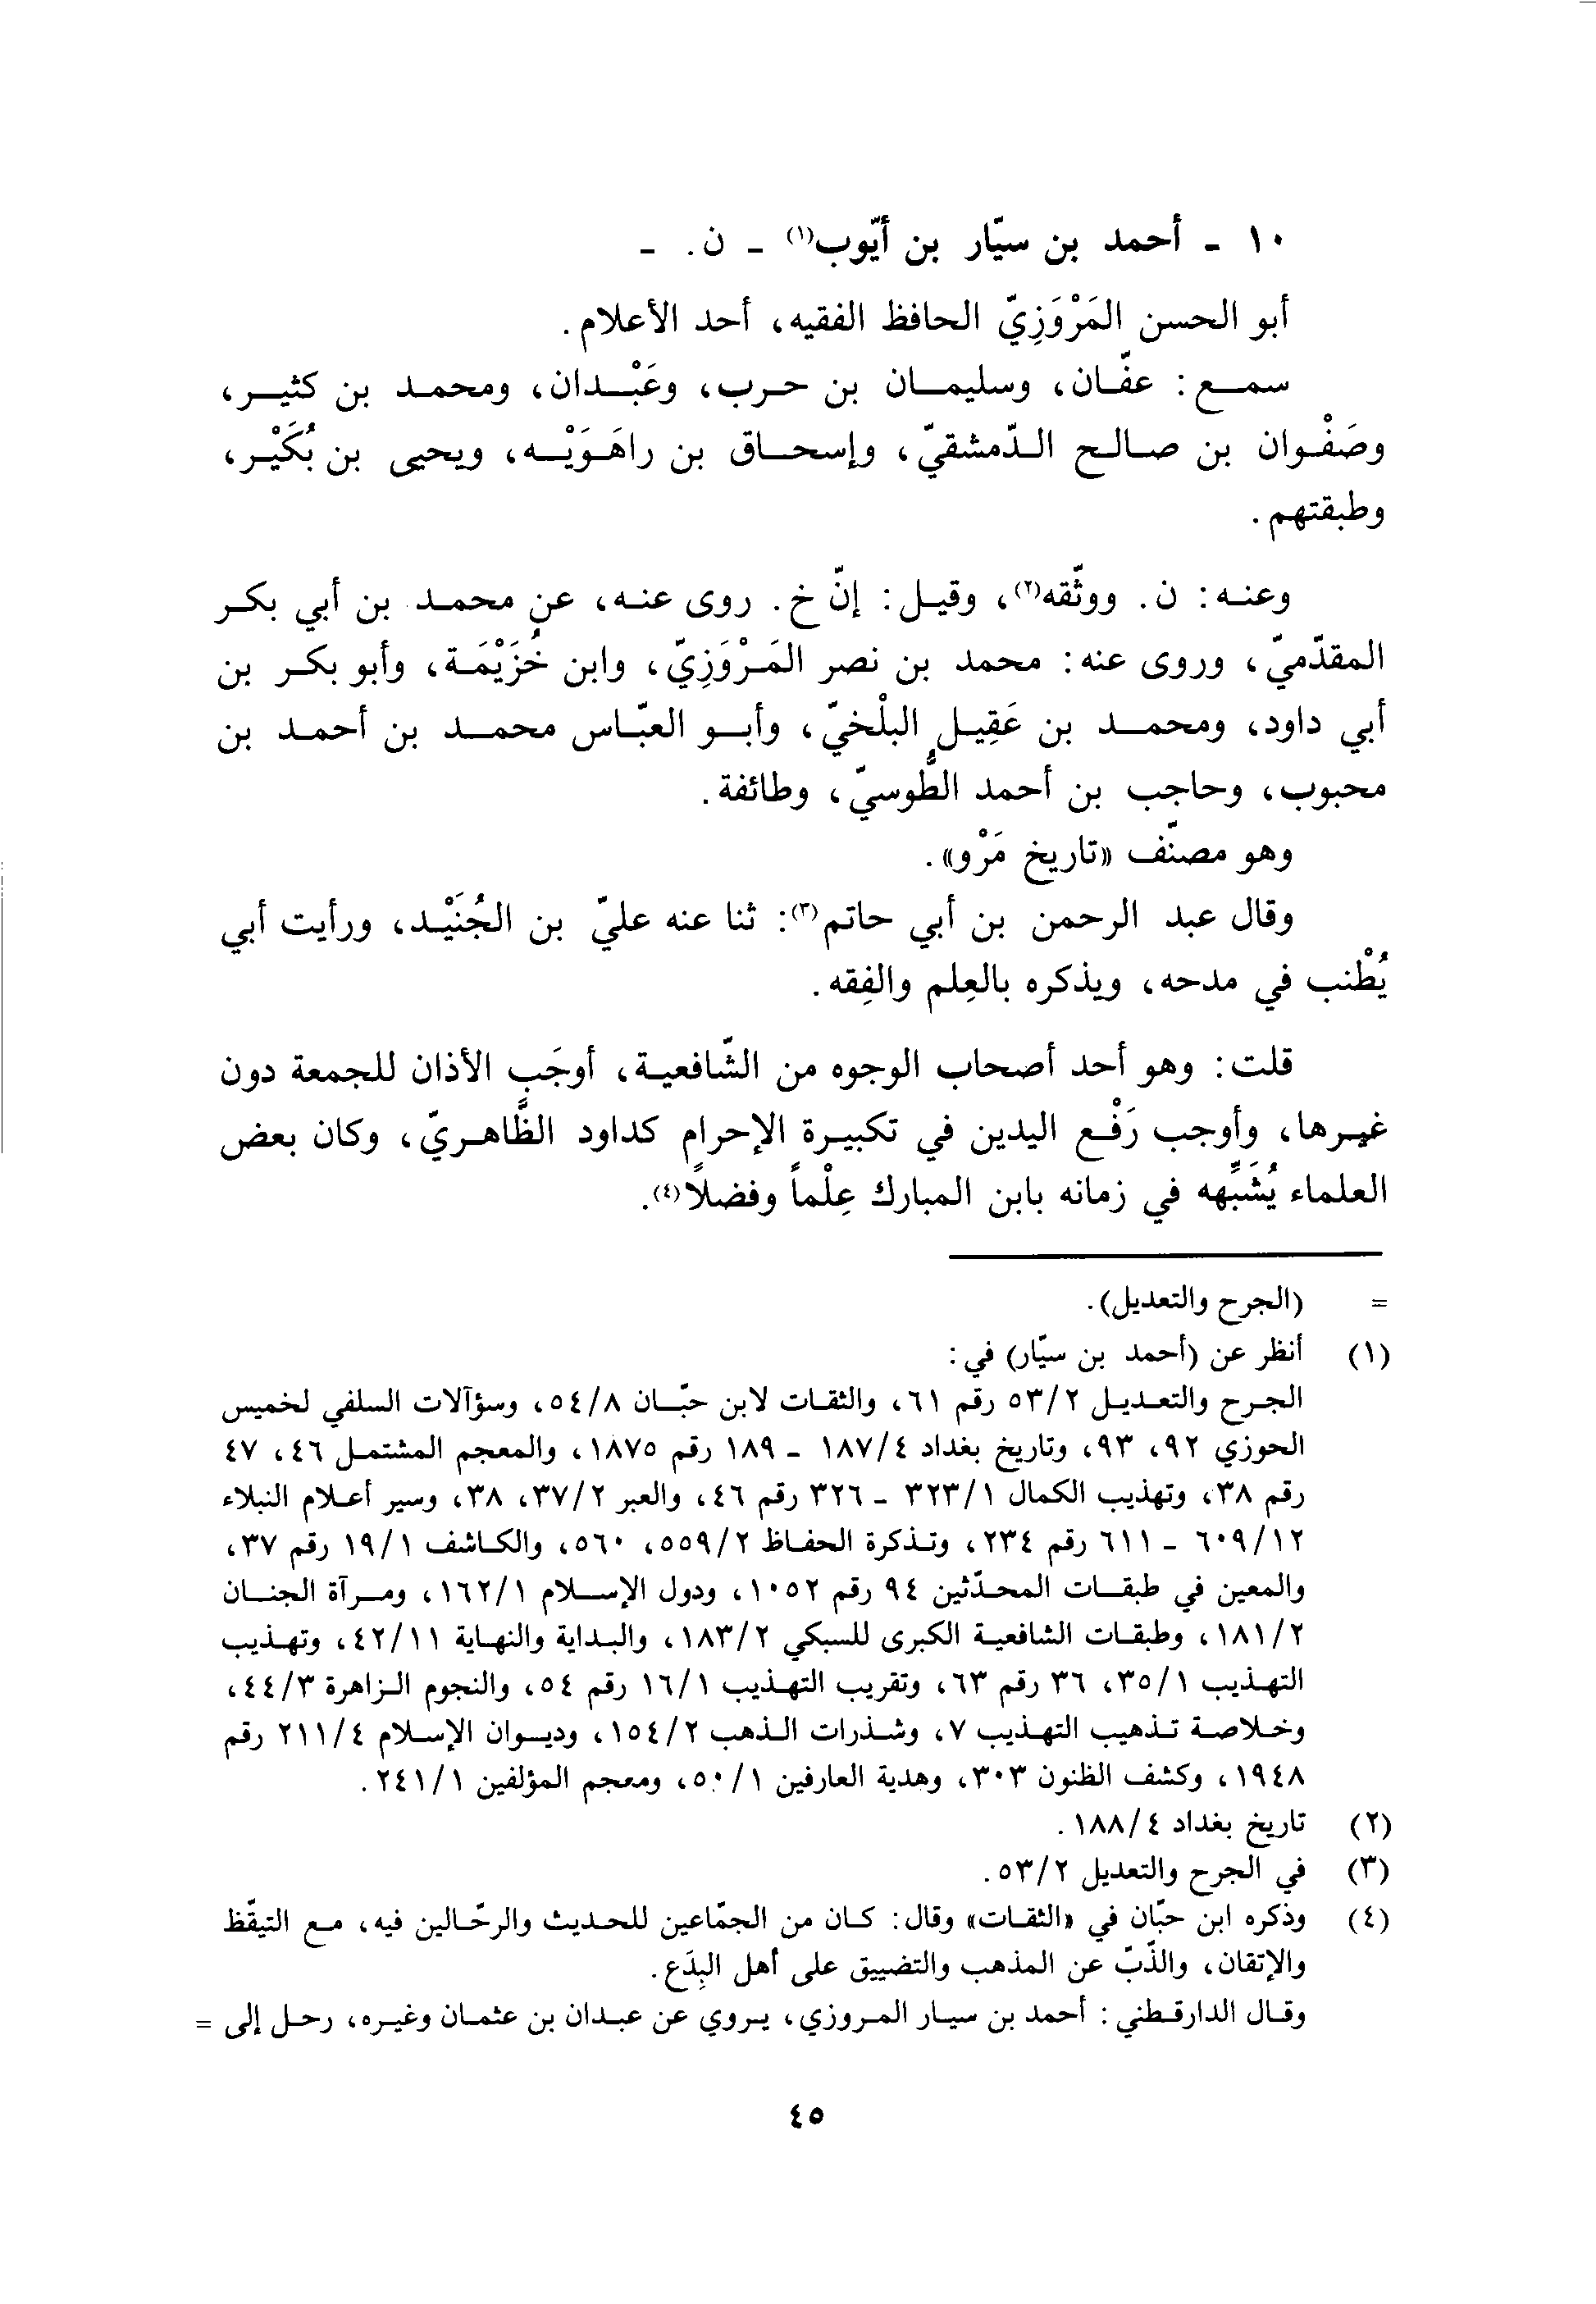 ١٠ - أحمد بن سيّار بن أيّوب(١) - ن. -
أبو الحسن المَرْوَزِيّ الحافظ الفقيه، أحد الأعلام.
سمع: عفّان، وسليمان بن حرب، وعَبْدان، ومحمد بن كثير،
وصَفْوان بن صالح الدّمشقيّ، وإسحاق بن راهَوَيْه، ويحيى بن بُكَيْر،
وطبقتهم.
وعنه: ن. ووثّقه(٢)، وقيل: إنّ خ. روى عنه، عن محمد بن أبي بكر
المقدّميّ، وروى عنه: محمد بن نصر المَرْوَزِيّ، وابن خُزَيْمَة، وأبو بكر بن
أبي داود، ومحمد بن عَقِيل البلْخيّ، وأبو العبّاس محمد بن أحمد بن
محبوب، وحاجب بن أحمد الطُّوسيّ، وطائفة.
وهو مصنّف «تاريخ مَرْو».
وقال عبد الرحمن بن أبي حاتم(٣): ثنا عنه عليّ بن الجُنَيْد، ورأيت أبي
يُطْنب في مدحه، ويذكره بالعِلم والفِقه.
قلت: وهو أحد أصحاب الوجوه من الشّافعية، أوجَب الأذان للجمعة دون
غيرها، وأوجب رَفْع اليدين في تكبيرة الإحرام كداود الظَّاهريّ، وكان بعض
العلماء يُشَبِّهه في زمانه بابن المبارك عِلْماً وفضلاً(٤).
= (الجرح والتعديل).
(١) أنظر عن (أحمد بن سيّار) في:
الجرح والتعديل ٥٣/٢ رقم ٦١، والثقات لابن حبّان ٥٤/٨، وسؤآلات السلفي لخميس
الحوزي ٩٢، ٩٣، وتاريخ بغداد ١٨٧/٤ - ١٨٩ رقم ١٨٧٥، والمعجم المشتمل ٤٦، ٤٧
رقم ٣٨، وتهذيب الكمال ٣٢٣/١ - ٣٢٦ رقم ٤٦، والعبر ٣٧/٢، ٣٨، وسير أعلام النبلاء
٦٠٩/١٢ - ٦١١ رقم ٢٣٤، وتذكرة الحفاظ ٥٥٩/٢، ٥٦٠، والكاشف ١٩/١ رقم ٣٧،
والمعين في طبقات المحدّثين ٩٤ رقم ١٠٥٢، ودول الإسلام ١٦٢/١، ومرآة الجنان
١٨١/٢، وطبقات الشافعية الكبرى للسبكي ١٨٣/٢، والبداية والنهاية ٤٢/١١، وتهذيب
التهذيب ٣٥/١، ٣٦ رقم ٦٣، وتقريب التهذيب ١٦/١ رقم ٥٤، والنجوم الزاهرة ٤٤/٣،
وخلاصة تذهيب التهذيب ٧، وشذرات الذهب ١٥٤/٢، وديوان الإسلام ٢١١/٤ رقم
١٩٤٨، وكشف الظنون ٣٠٣، وهدية العارفين ٥٠/١، ومعجم المؤلفين ٢٤١/١.
(٢) تاريخ بغداد ١٨٨/٤.
(٣) في الجرح والتعديل ٥٣/٢.
(٤) وذكره ابن حبّان في «الثقات» وقال: كان من الجمّاعين للحديث والرحّالين فيه، مع التيقّظ
والإتقان، والذّبّ عن المذهب والتضييق على أهل البِدَع.
وقال الدارقطني: أحمد بن سيار المروزي، يروي عن عبدان بن عثمان وغيره، رحل إلى =
٤٥